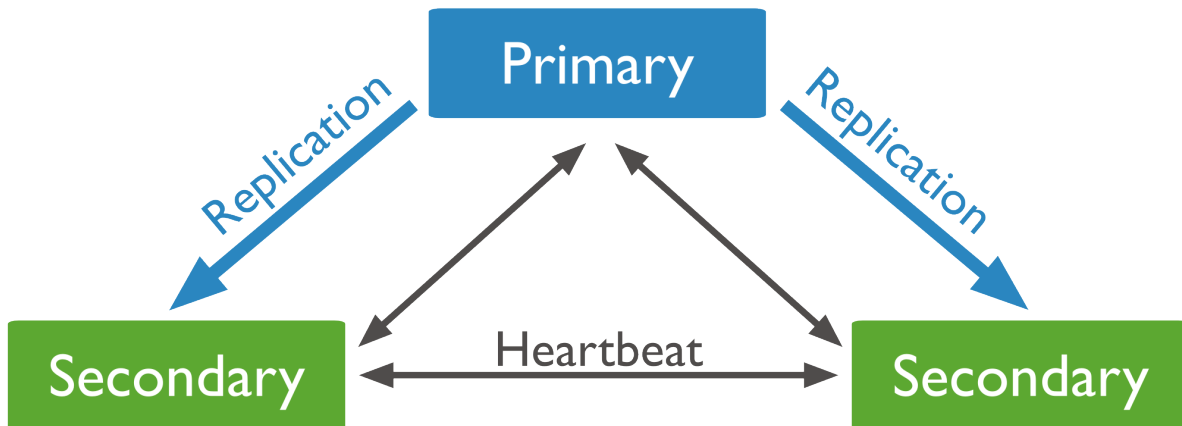 Primary
Replication
Replication
Heartbeat
Secondary
Secondary